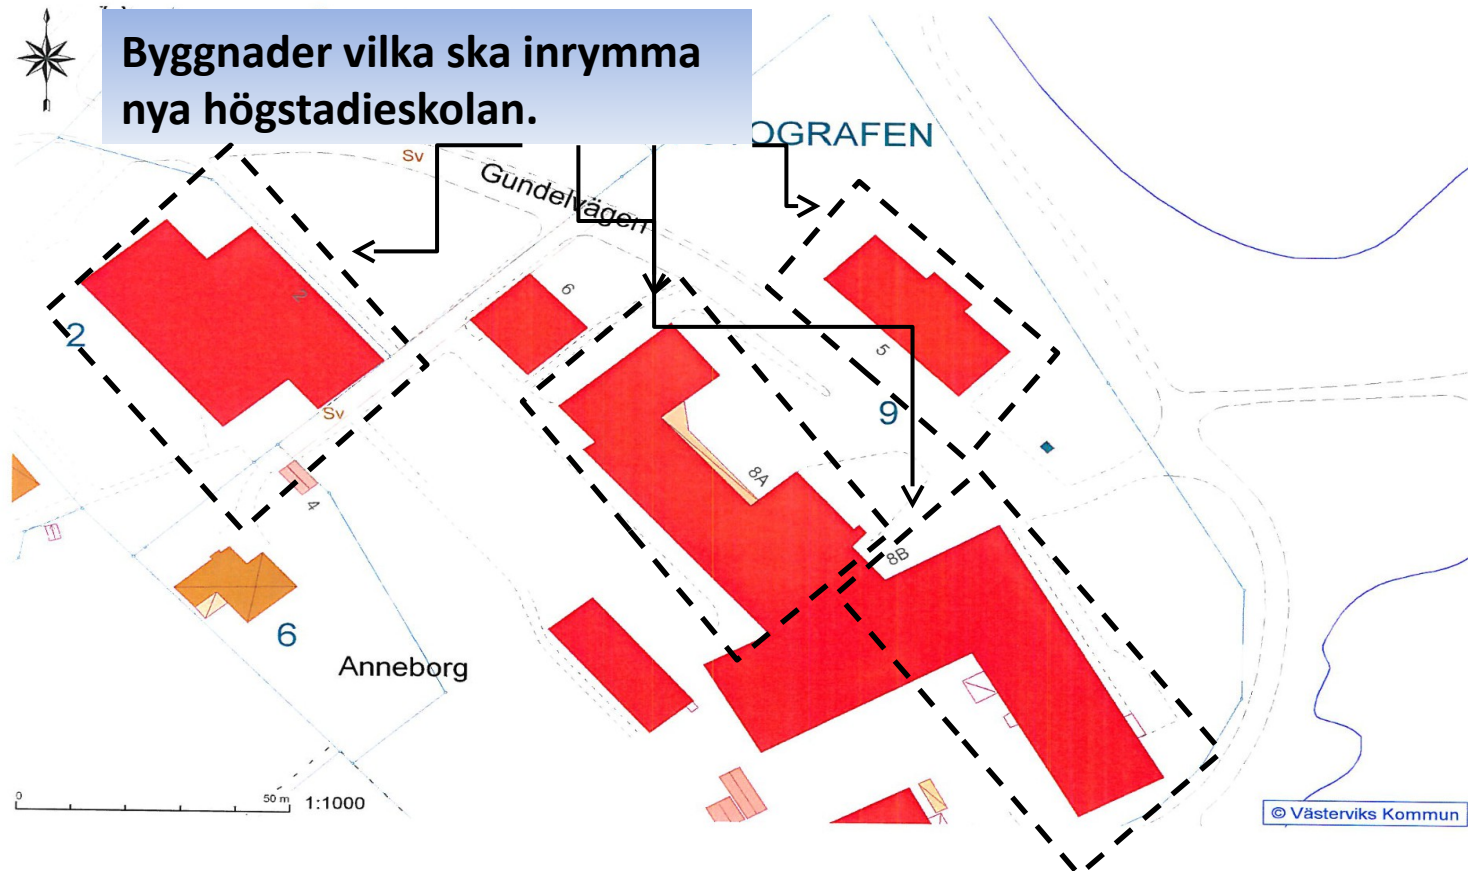 Byggnader vilka ska inrymma
nya högstadieskolan.
OGRAFEN
Sv
Gundelvägen
2
6
2
5
9
Sv
8A
4
8B
6
Anneborg
0
50 m
1:1000
© Västerviks Kommun